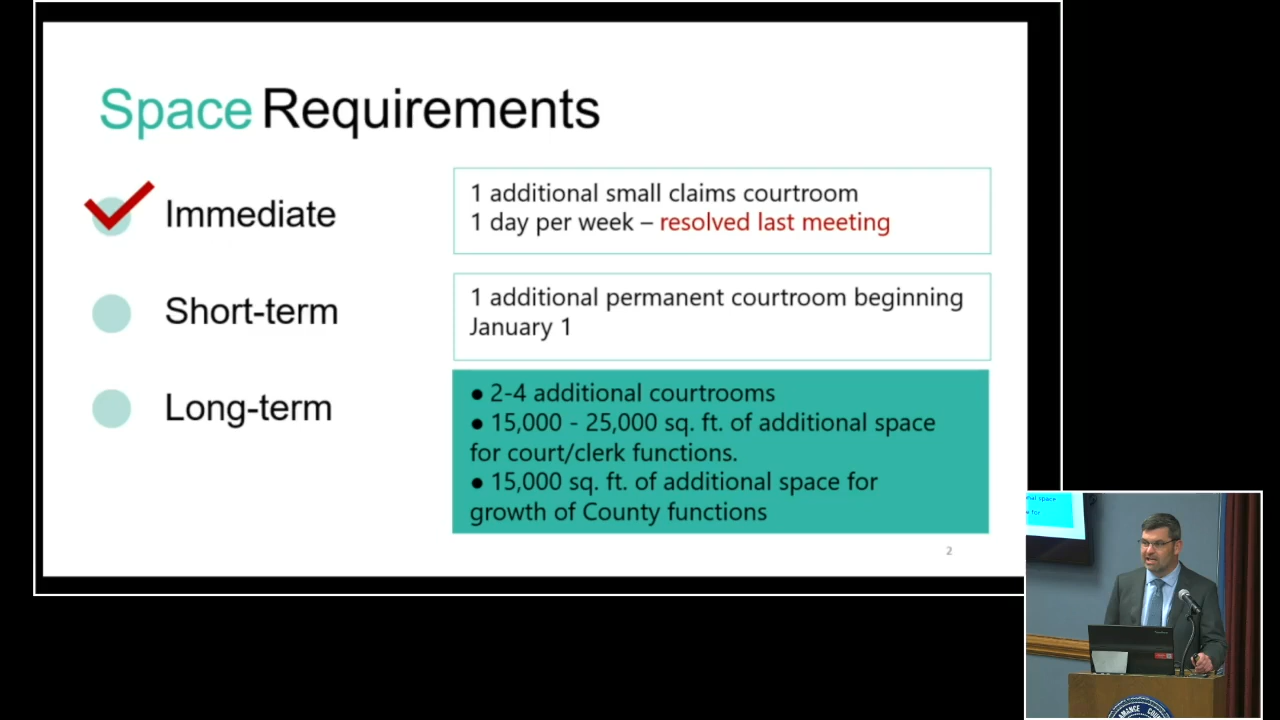 Space Requirements
Immediate
1 additional small claims courtroom
1 day per week – resolved last meeting
Short-term
1 additional permanent courtroom beginning
January 1
Long-term
● 2-4 additional courtrooms
● 15,000 - 25,000 sq. ft. of additional space
for court/clerk functions.
● 15,000 sq. ft. of additional space for
growth of County functions
2